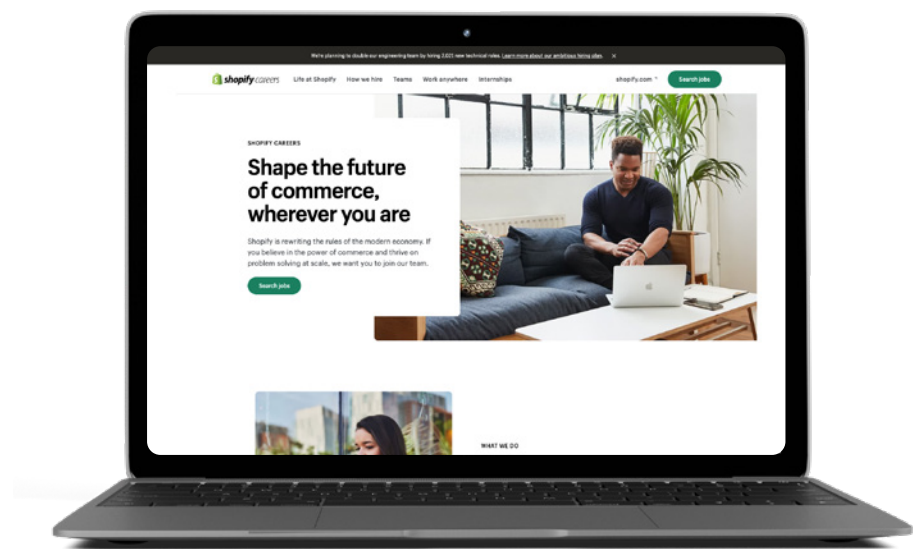 We're planning to double our engineering team by hiring 2,021 new technical roles. Learn more about our ambitious hiring plan. ×
shopify careers Life at Shopify How we hire Teams Work anywhere Internships shopify.com Search jobs
SHOPIFY CAREERS
Shape the future
of commerce,
wherever you are
Shopify is rewriting the rules of the modern economy. If
you believe in the power of commerce and thrive on
problem solving at scale, we want you to join our team.
Search jobs
WHAT WE DO